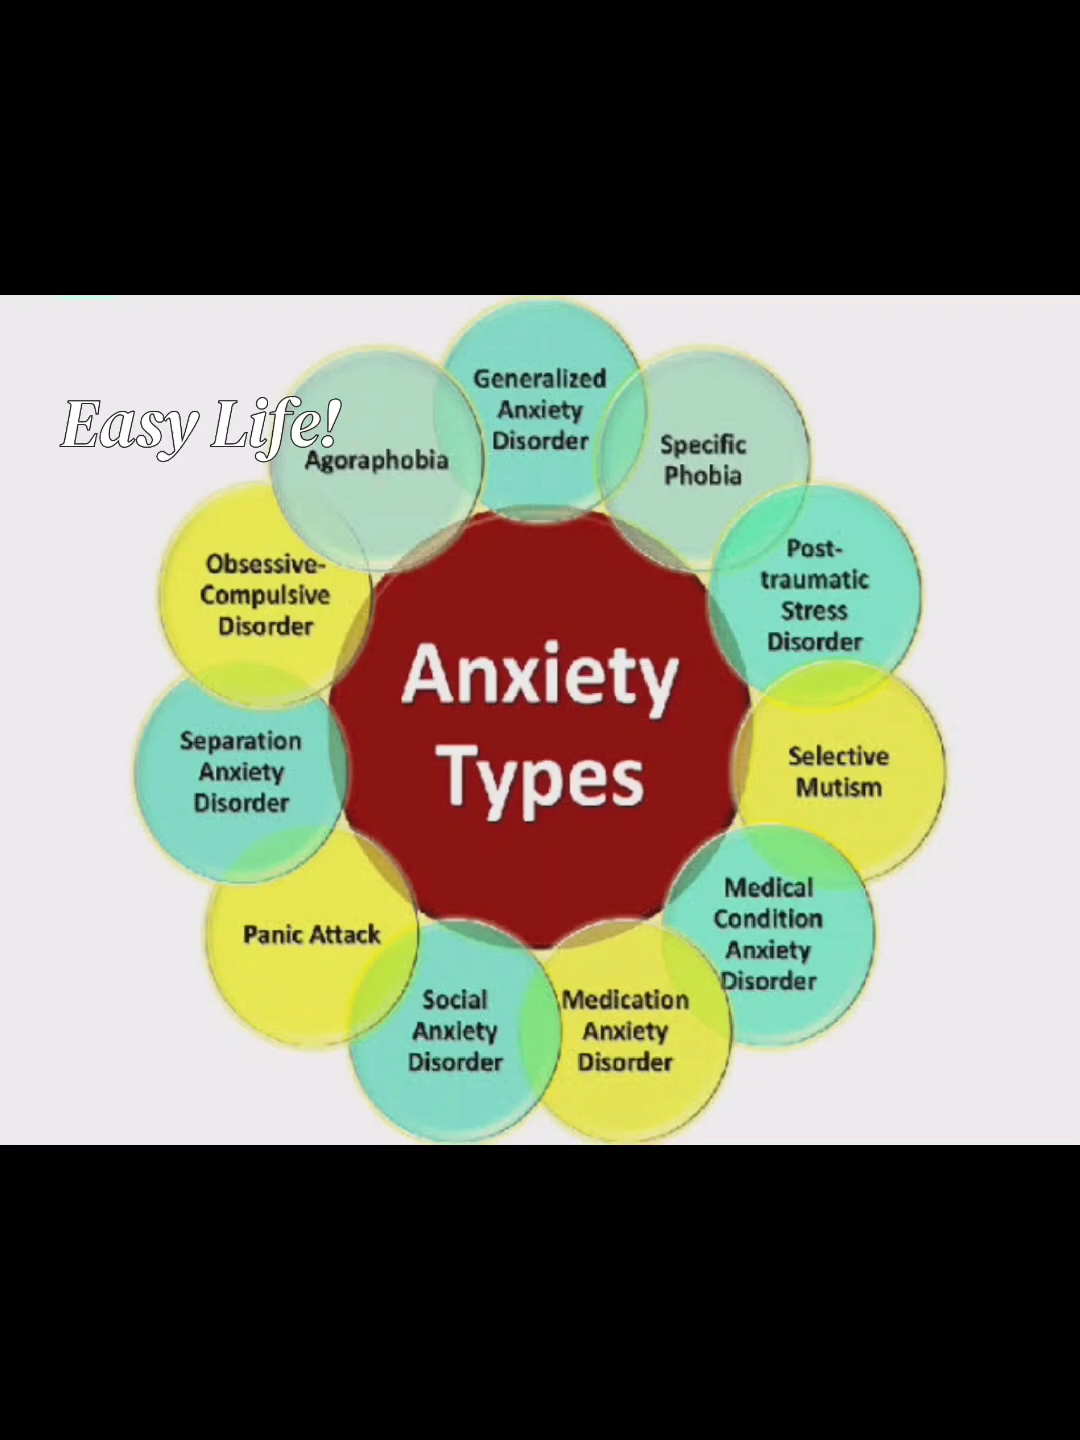 Easy Life!
Generalized
Anxiety
Disorder
Specific
Phobia
Post-
traumatic
Stress
Disorder
Selective
Mutism
Medical
Condition
Anxiety
Disorder
Medication
Anxiety
Disorder
Social
Anxiety
Disorder
Panic Attack
Separation
Anxiety
Disorder
Obsessive-
Compulsive
Disorder
Agoraphobia
Anxiety
Types